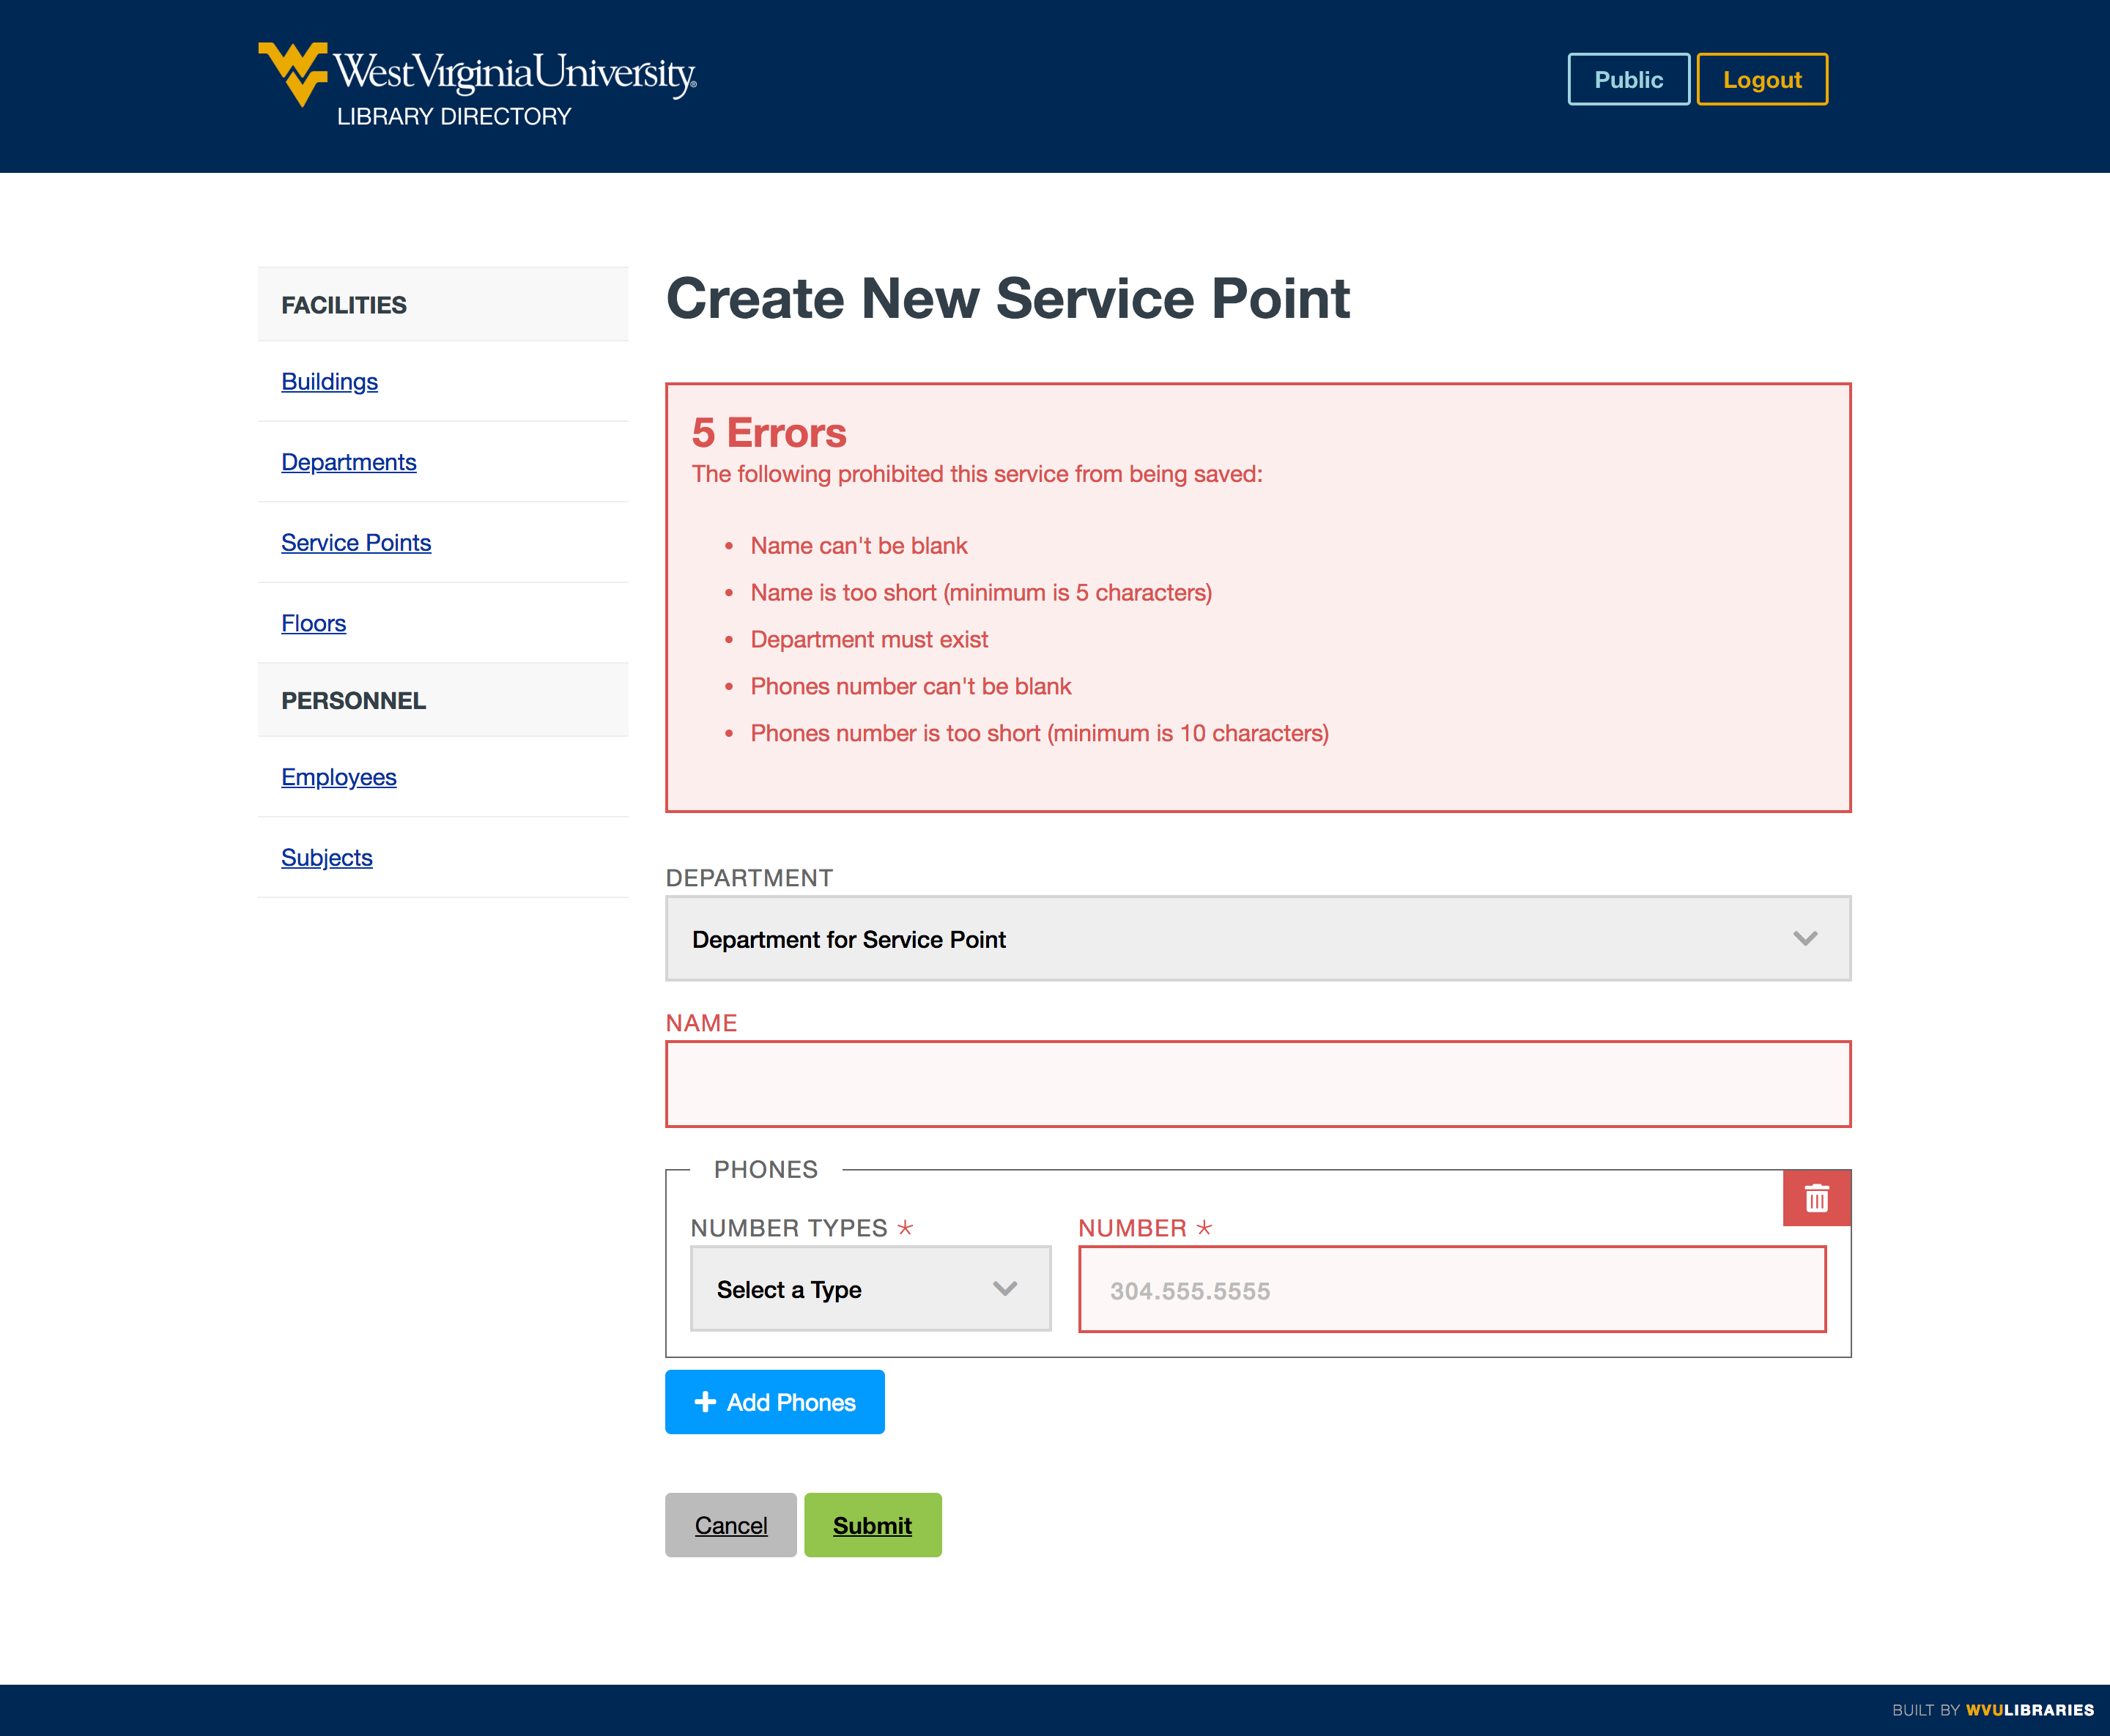 West Virginia University®
LIBRARY DIRECTORY
Public
Logout
FACILITIES
Buildings
Departments
Service Points
Floors
PERSONNEL
Employees
Subjects
Create New Service Point
5 Errors
The following prohibited this service from being saved:
• Name can't be blank
• Name is too short (minimum is 5 characters)
• Department must exist
• Phones number can't be blank
• Phones number is too short (minimum is 10 characters)
DEPARTMENT
Department for Service Point
NAME
PHONES
NUMBER TYPES *
NUMBER *
Select a Type
304.555.5555
+ Add Phones
Cancel
Submit
BUILT BY WVULIBRARIES